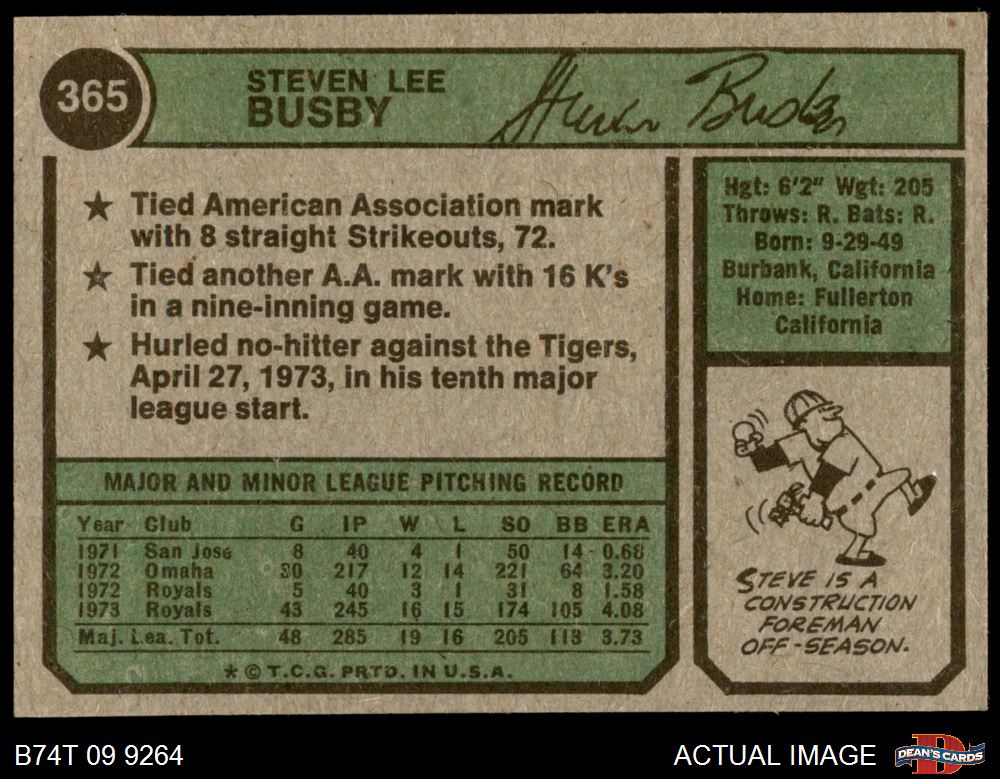 365
STEVEN LEE
BUSBY
Steven Busby
★ Tied American Association mark
with 8 straight Strikeouts, 72.
★ Tied another A.A. mark with 16 K's
in a nine-inning game.
★ Hurled no-hitter against the Tigers,
April 27, 1973, in his tenth major
league start.
Hgt: 6'2" Wgt: 205
Throws: R. Bats: R.
Born: 9-29-49
Burbank, California
Home: Fullerton
California
MAJOR AND MINOR LEAGUE PITCHING RECORD
Year Club G IP W L SO BB ERA
1971 San Jose 8 40 4 1 50 14 0.68
1972 Omaha 30 217 12 14 221 64 3.20
1972 Royals 5 40 3 1 31 8 1.58
1973 Royals 43 245 16 15 174 105 4.08
Maj. Lea. Tot. 48 285 19 16 205 113 3.73
* © T.C.G. PRTD. IN U.S.A.
STEVE IS A
CONSTRUCTION
FOREMAN
OFF-SEASON.
B74T 09 9264
ACTUAL IMAGE
DEAN'S CARDS